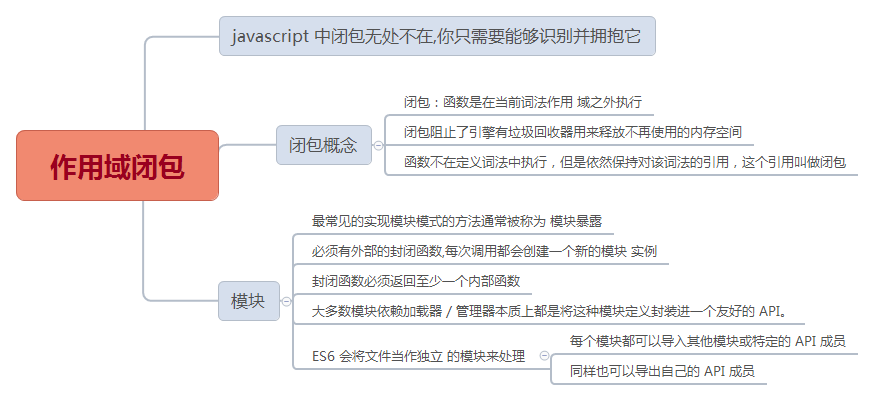 javascript 中闭包无处不在,你只需要能够识别并拥抱它
作用域闭包
闭包概念
闭包：函数是在当前词法作用 域之外执行
闭包阻止了引擎有垃圾回收器用来释放不再使用的内存空间
函数不在定义词法中执行，但是依然保持对该词法的引用，这个引用叫做闭包
模块
最常见的实现模块模式的方法通常被称为 模块暴露
必须有外部的封闭函数,每次调用都会创建一个新的模块 实例
封闭函数必须返回至少一个内部函数
大多数模块依赖加载器 / 管理器本质上都是将这种模块定义封装进一个友好的 API。
ES6 会将文件当作独立 的模块来处理
每个模块都可以导入其他模块或特定的 API 成员
同样也可以导出自己的 API 成员